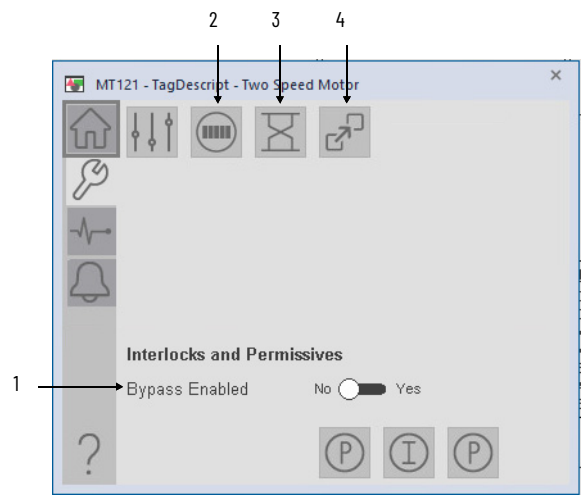 2 3 4
MT121 - TagDescript - Two Speed Motor
Interlocks and Permissives
1 Bypass Enabled No Yes
? P I P